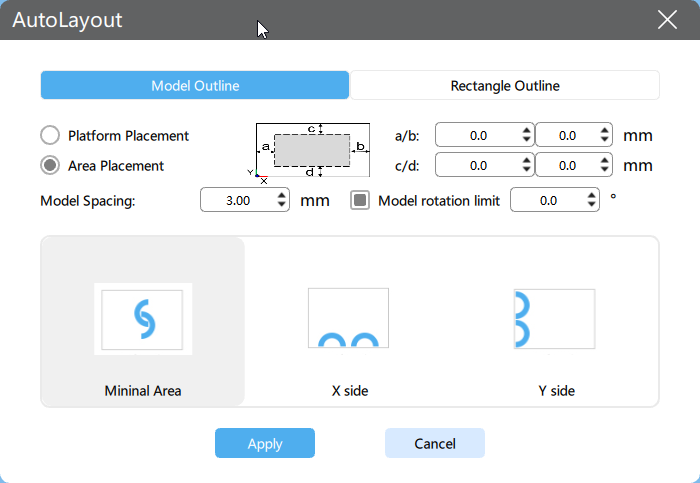 AutoLayout
Model Outline
Rectangle Outline
Platform Placement
Area Placement
c
a
b
d
Y
X
a/b: 0.0 0.0 mm
c/d: 0.0 0.0 mm
Model Spacing: 3.00 mm Model rotation limit 0.0 °
Mininal Area
X side
Y side
Apply
Cancel